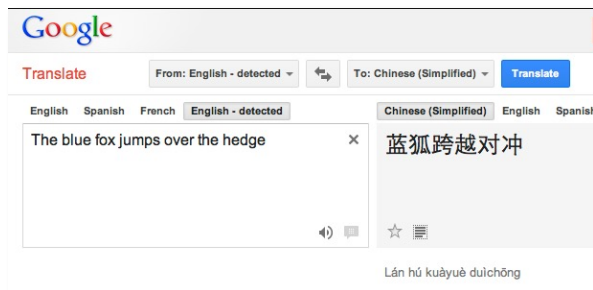 Google
Translate
From: English - detected
To: Chinese (Simplified)
Translate
English Spanish French English - detected
Chinese (Simplified) English Spanish
The blue fox jumps over the hedge
蓝狐跨越对冲
Lán hú kuàyuè duìchōng